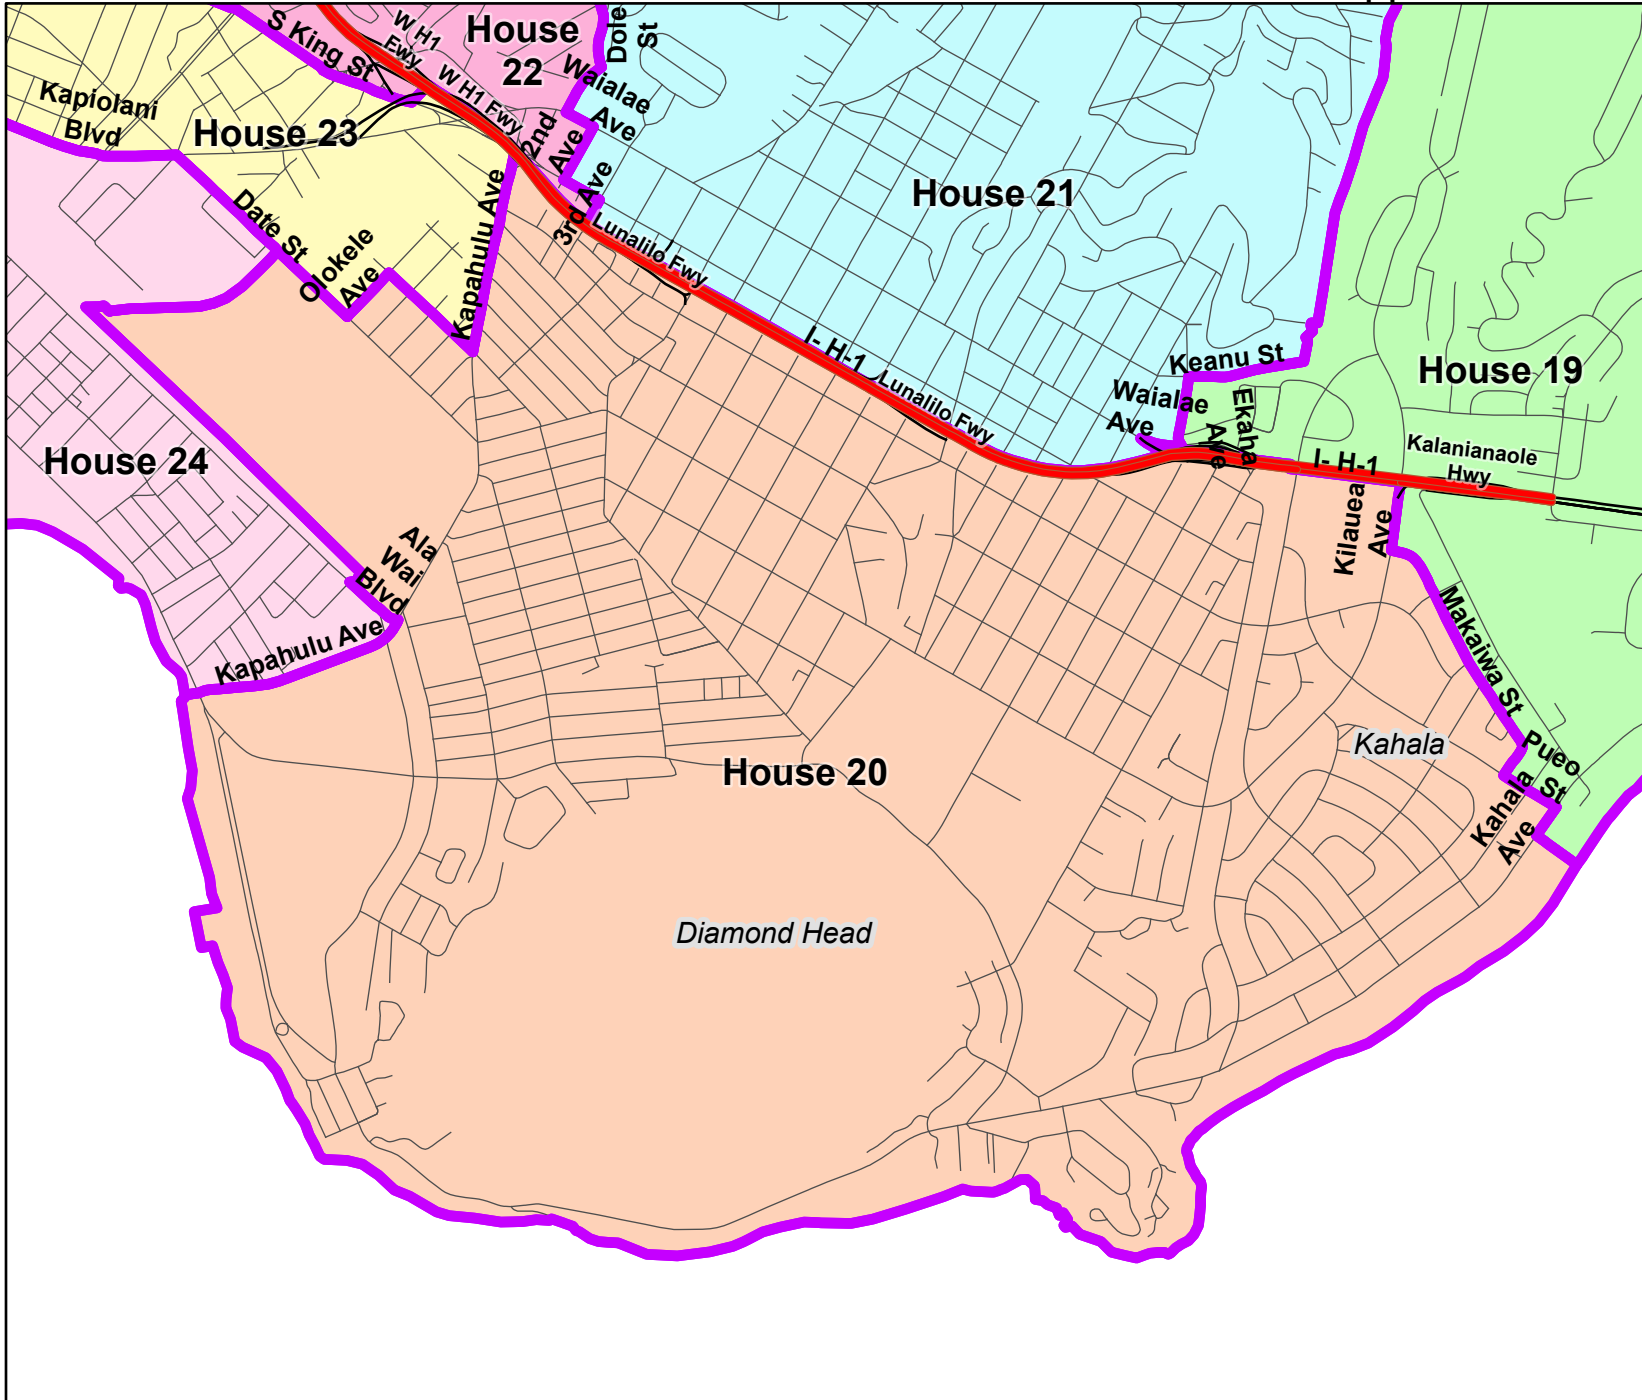 S King St
W H1
Fwy
W H1 Fwy
House
22
Dole
St
Waialae
Ave
Kapiolani
Blvd
House 23
2nd
Ave
3rd Ave
House 21
Date St
Olokele
Ave
Kapahulu Ave
Lunalilo Fwy
I- H-1
Lunalilo Fwy
Keanu St
Waialae
Ave
Ekaha
Ave
House 19
I- H-1
Kalanianaole
Hwy
House 24
Kilauea
Ave
Ala
Wai
Blvd
Kapahulu Ave
Makaiwa St
Pueo
St
Kahala
Kahala
Ave
House 20
Diamond Head